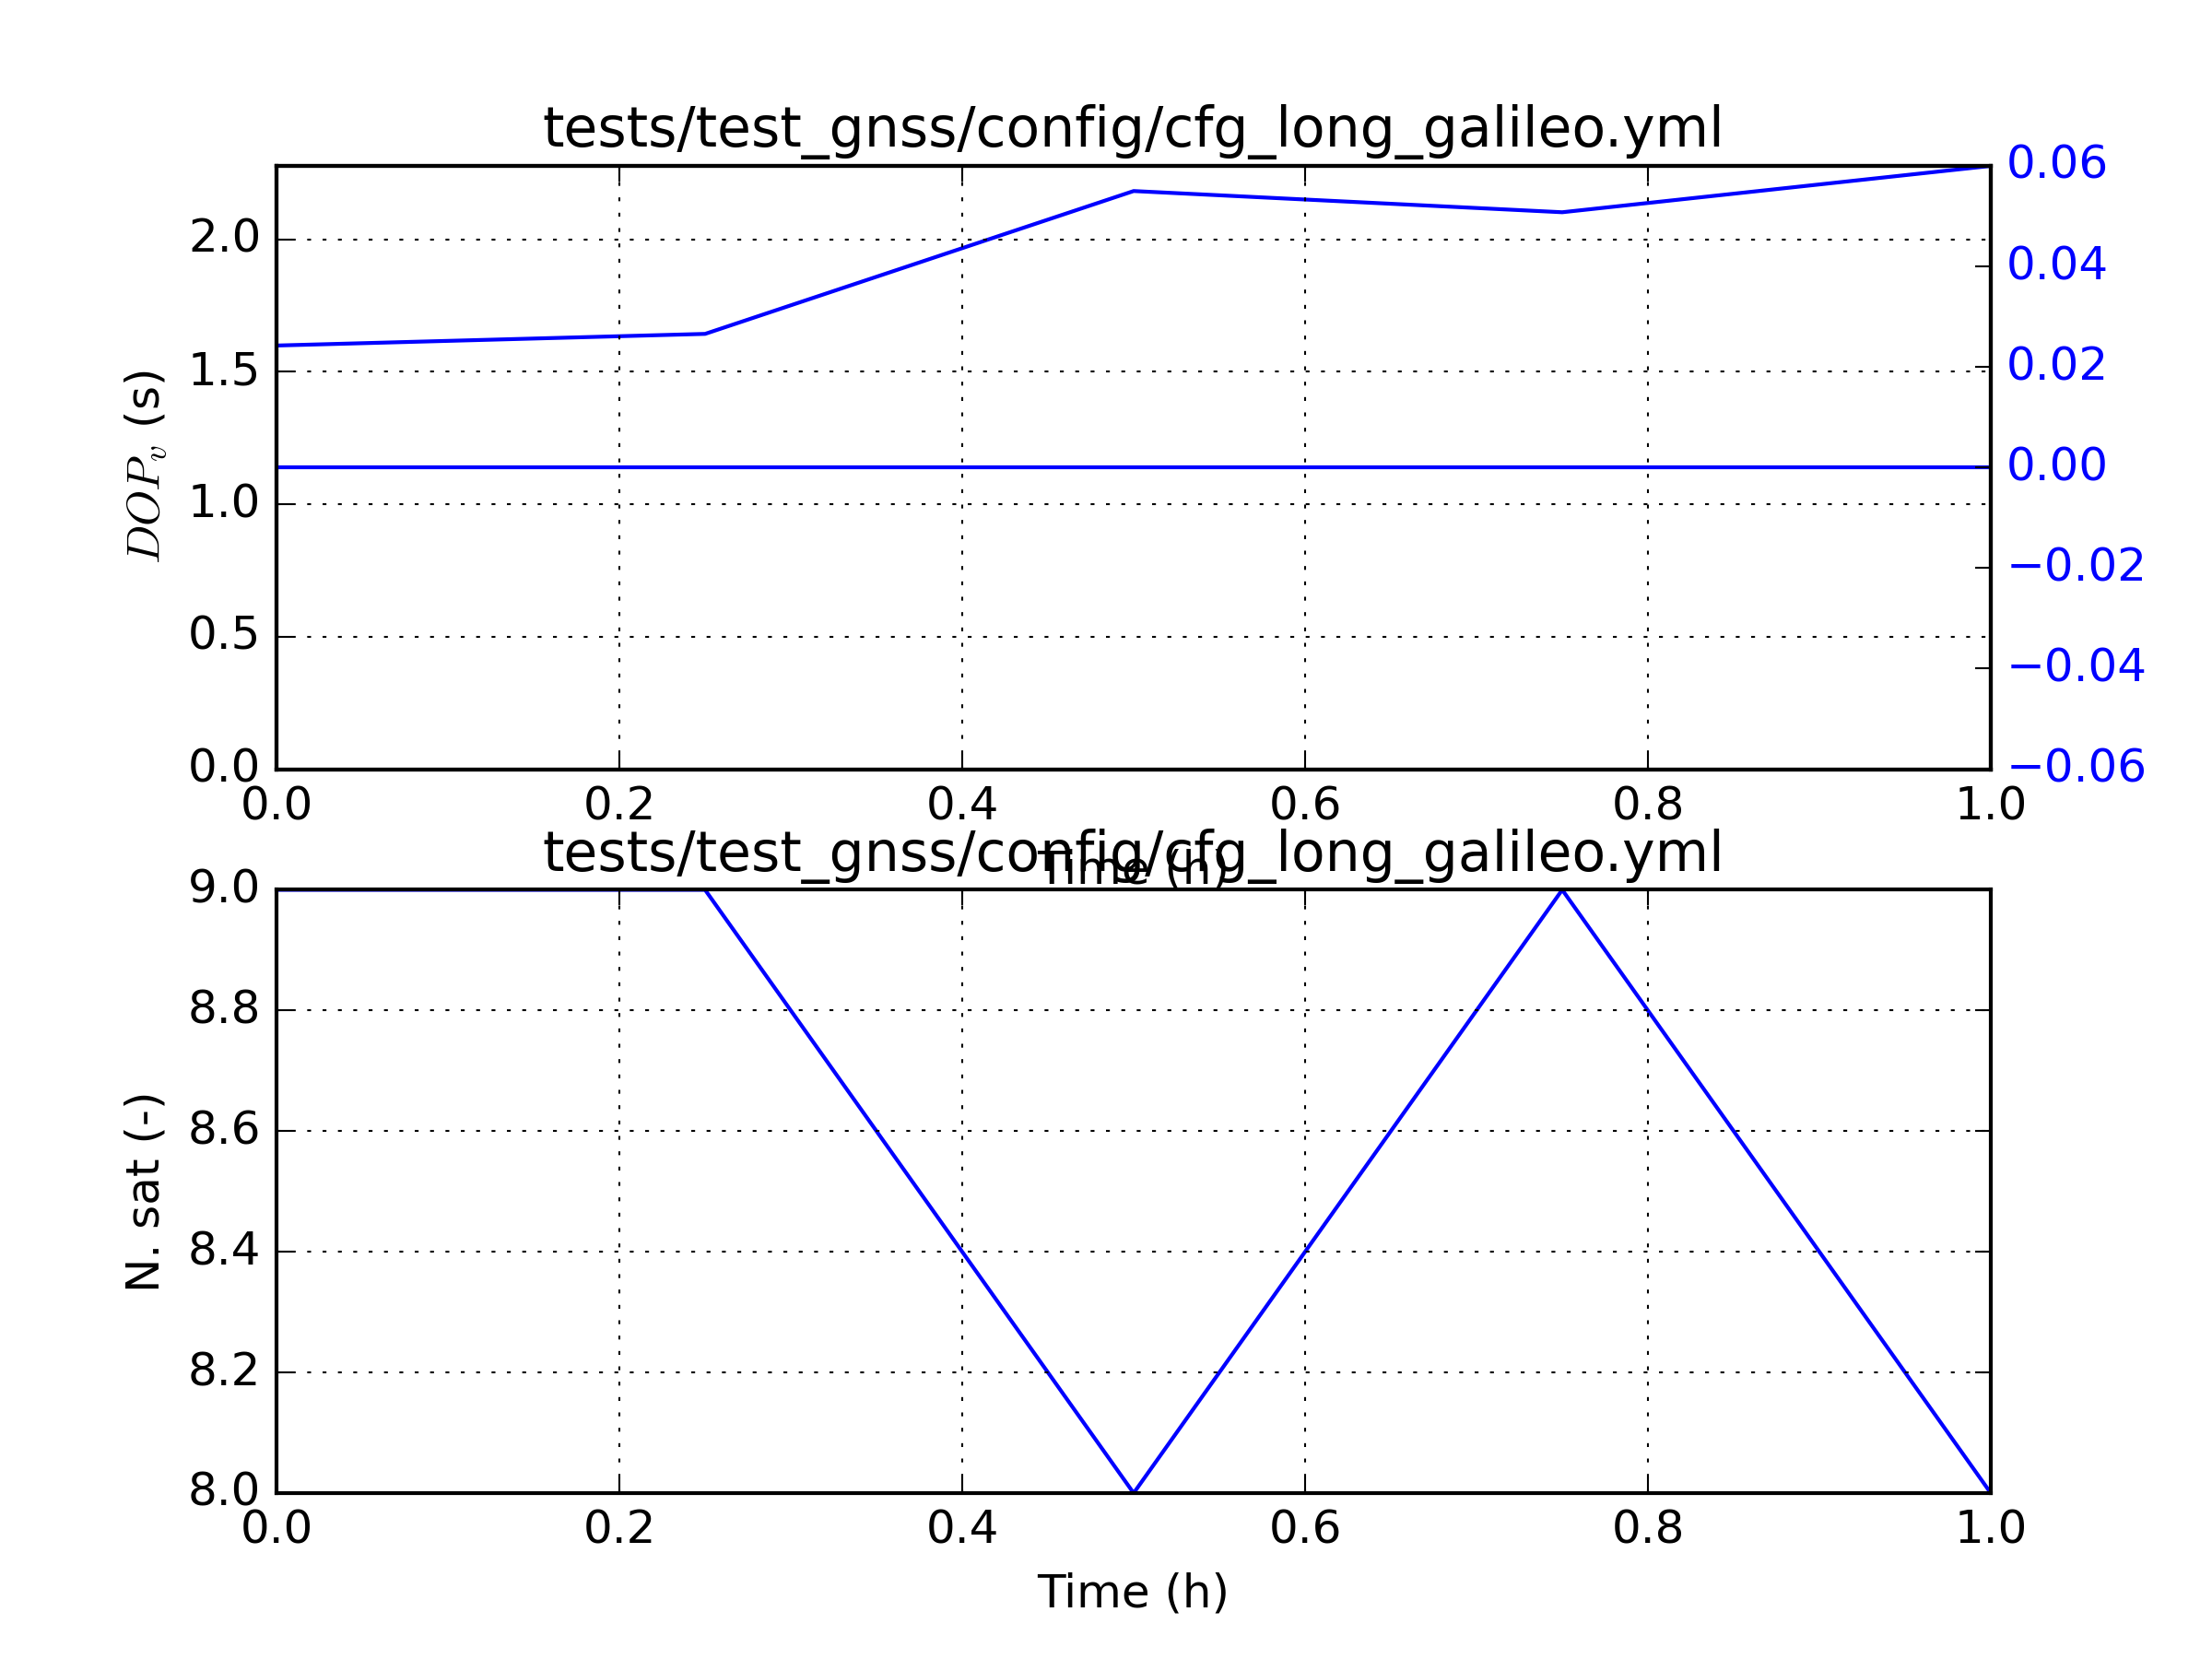 tests/test_gnss/config/cfg_long_galileo.yml
DOPv (s)
2.0
1.5
1.0
0.5
0.0
0.06
0.04
0.02
0.00
−0.02
−0.04
−0.06
0.0 0.2 0.4 0.6 0.8 1.0
Time (h)
tests/test_gnss/config/cfg_long_galileo.yml
N. sat (-)
9.0
8.8
8.6
8.4
8.2
8.0
0.0 0.2 0.4 0.6 0.8 1.0
Time (h)